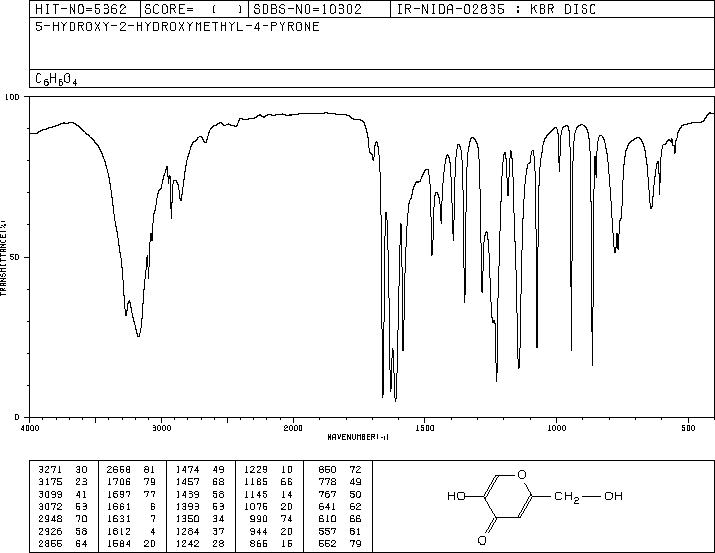 HIT-NO=5362 SCORE= ( ) SDBS-NO=10302 IR-NIDA-02835 : KBR DISC
5-HYDROXY-2-HYDROXYMETHYL-4-PYRONE
C6H6O4
100
50
0
TRANSMITTANCE(%)
4000 3000 2000 1500 1000 500
WAVENUMBER(-1)
3271 30 2668 81 1474 49 1229 10 850 72
3175 23 1706 79 1457 68 1185 66 778 49
3099 41 1697 77 1439 58 1145 14 767 50
3072 53 1661 6 1393 53 1076 20 641 62
2948 70 1631 7 1350 34 990 74 610 66
2926 58 1612 4 1284 37 944 20 557 81
2855 64 1584 20 1242 28 866 15 552 79
O
HO
CH2
OH
O